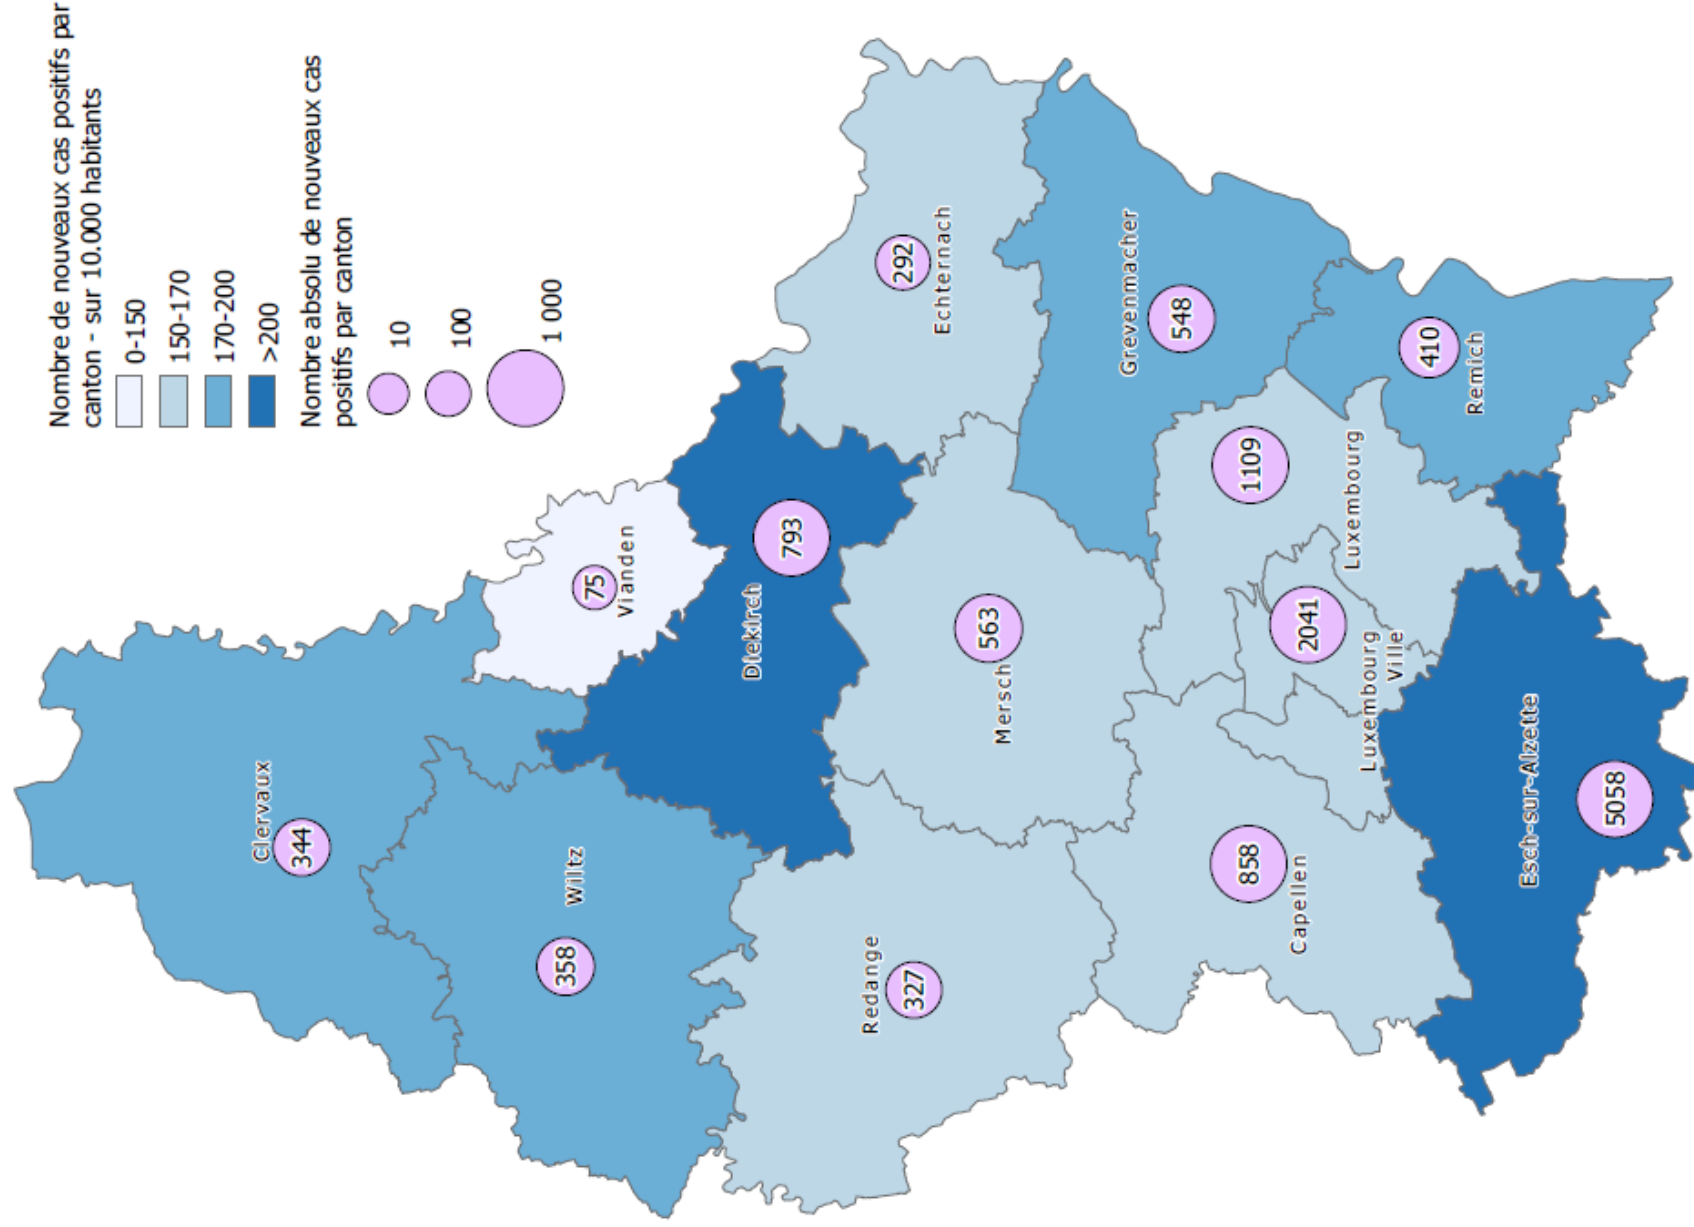 Nombre de nouveaux cas positifs par
canton - sur 10.000 habitants
0-150
150-170
170-200
>200
Nombre absolu de nouveaux cas
positifs par canton
10
100
1 000
Clervaux
344
Wiltz
358
75
Vianden
Diekirch
793
Redange
327
563
Mersch
292
Echternach
Grevenmacher
548
858
Capellen
1109
Luxembourg
2041
Luxembourg
Ville
410
Remich
Esch-sur-Alzette
5058